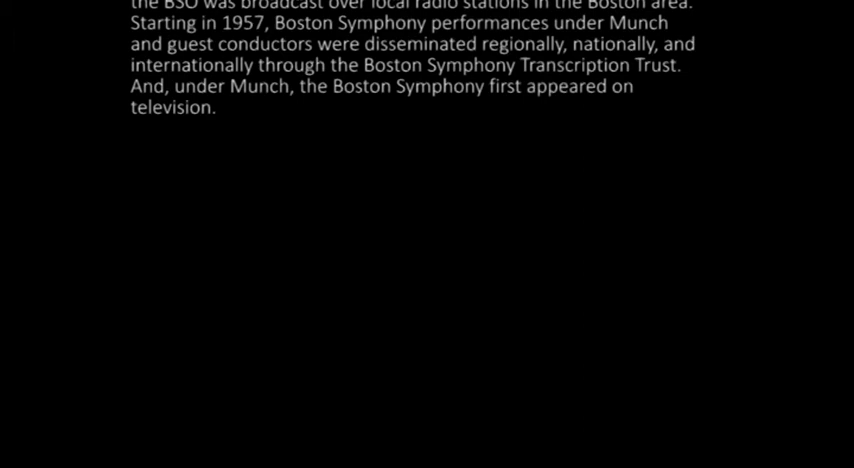 the BSO was broadcast over local radio stations in the Boston area.
Starting in 1957, Boston Symphony performances under Munch
and guest conductors were disseminated regionally, nationally, and
internationally through the Boston Symphony Transcription Trust.
And, under Munch, the Boston Symphony first appeared on
television.